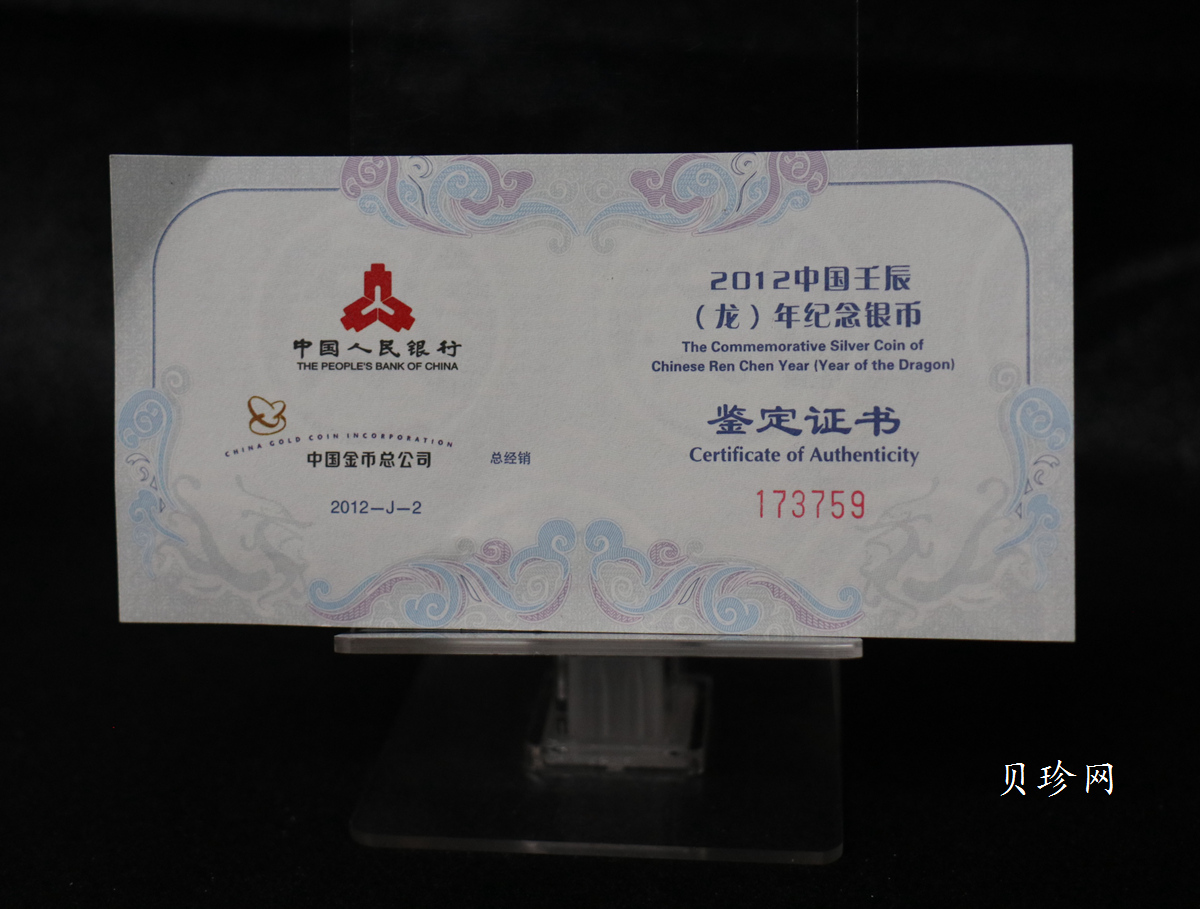 中国人民银行
THE PEOPLE'S BANK OF CHINA
CHINA GOLD COIN INCORPORATION
中国金币总公司
总经销
2012—J—2
2012中国壬辰
（龙）年纪念银币
The Commemorative Silver Coin of
Chinese Ren Chen Year (Year of the Dragon)
鉴定证书
Certificate of Authenticity
173759
贝珍网